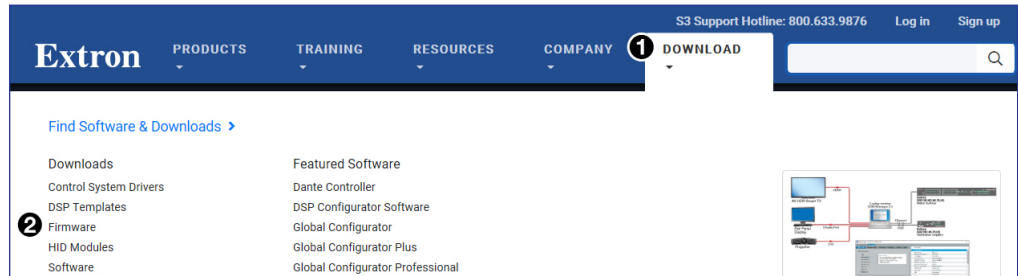 S3 Support Hotline: 800.633.9876 Log in Sign up
Extron PRODUCTS TRAINING RESOURCES COMPANY 1 DOWNLOAD
Find Software & Downloads >
Downloads Featured Software
Control System Drivers Dante Controller
DSP Templates DSP Configurator Software
2 Firmware Global Configurator
HID Modules Global Configurator Plus
Software Global Configurator Professional